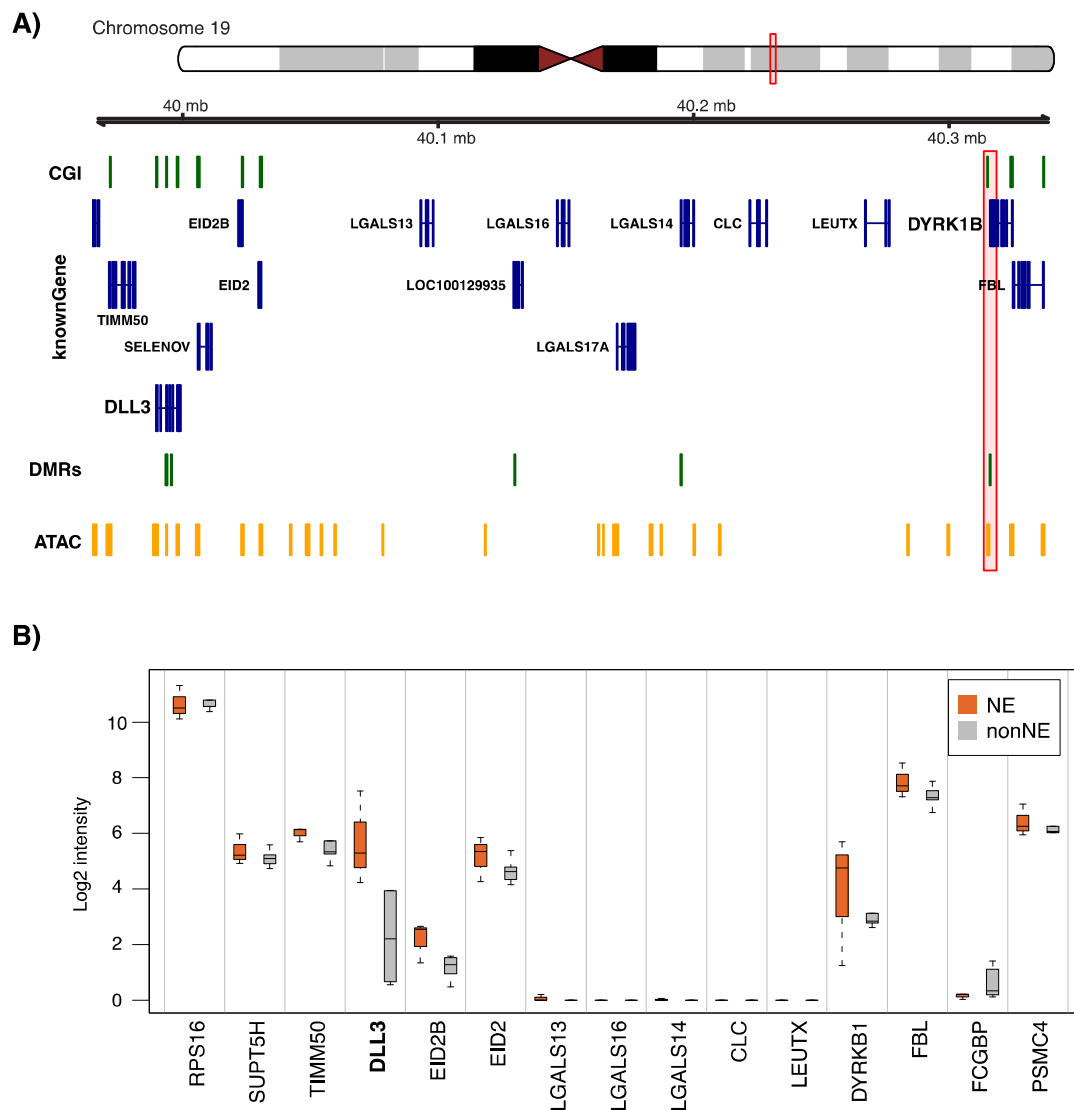 A)
Chromosome 19
40 mb
40.2 mb
40.1 mb
40.3 mb
CGI
EID2B
LGALS13
LGALS16
LGALS14
CLC
LEUTX
DYRK1B
knownGene
EID2
LOC100129935
FBL
TIMM50
SELENOV
LGALS17A
DLL3
DMRs
ATAC
B)
NE
nonNE
Log2 intensity
10
8
6
4
2
0
RPS16
SUPT5H
TIMM50
DLL3
EID2B
EID2
LGALS13
LGALS16
LGALS14
CLC
LEUTX
DYRKB1
FBL
FCGBP
PSMC4